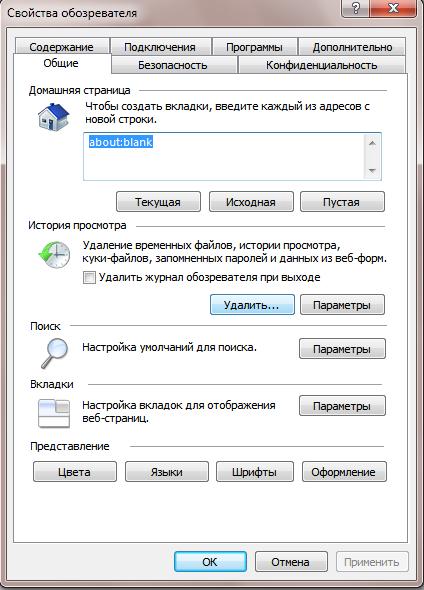 Свойства обозревателя
Содержание Подключения Программы Дополнительно
Общие Безопасность Конфиденциальность
Домашняя страница
Чтобы создать вкладки, введите каждый из адресов с
новой строки.
about:blank
Текущая Исходная Пустая
История просмотра
Удаление временных файлов, истории просмотра,
куки-файлов, запомненных паролей и данных из веб-форм.
Удалить журнал обозревателя при выходе
Удалить... Параметры
Поиск
Настройка умолчаний для поиска. Параметры
Вкладки
Настройка вкладок для отображения
веб-страниц. Параметры
Представление
Цвета Языки Шрифты Оформление
ОК Отмена Применить